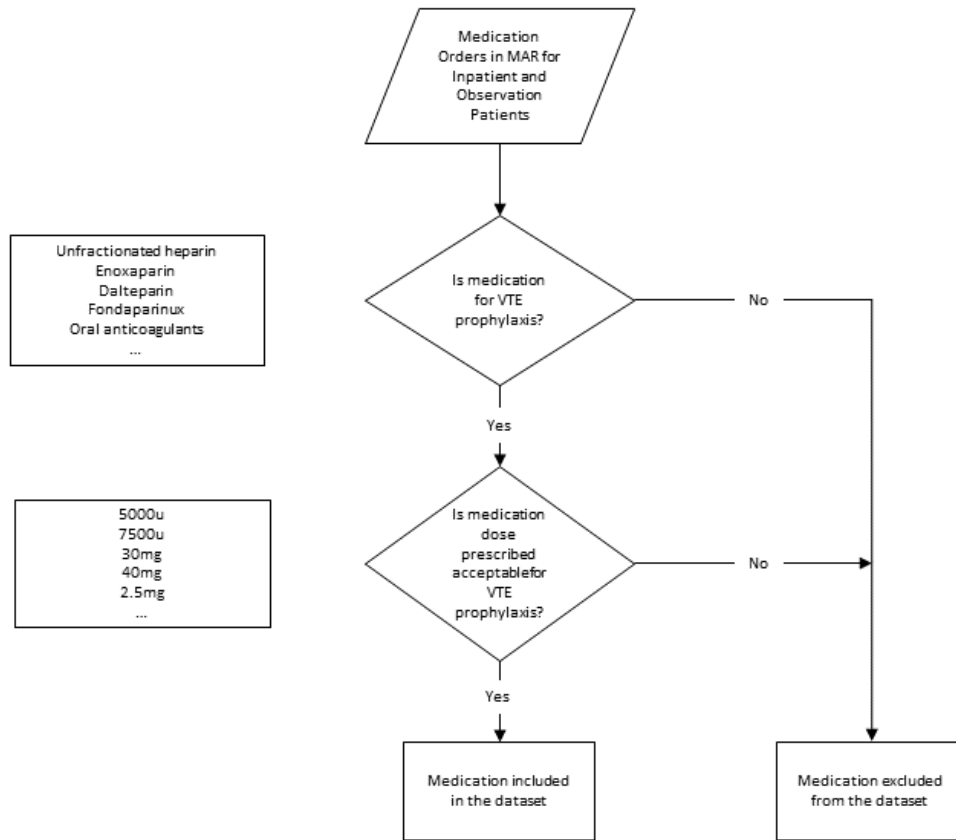 Medication
Orders in MAR for
Inpatient and
Observation
Patients
Unfractionated heparin
Enoxaparin
Dalteparin
Fondaparinux
Oral anticoagulants
...
Is medication
for VTE
prophylaxis?
No
Yes
5000u
7500u
30mg
40mg
2.5mg
...
Is medication
dose
prescribed
acceptablefor
VTE
prophylaxis?
No
Yes
Medication included
in the dataset
Medication excluded
from the dataset